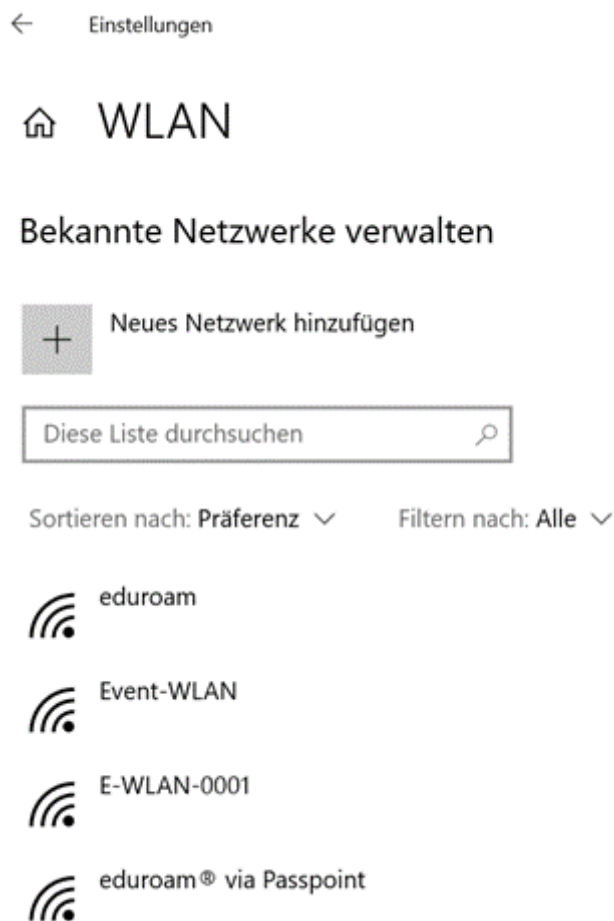 Einstellungen
WLAN
Bekannte Netzwerke verwalten
Neues Netzwerk hinzufügen
Diese Liste durchsuchen
Sortieren nach: Präferenz Filtern nach: Alle
eduroam
Event-WLAN
E-WLAN-0001
eduroam® via Passpoint